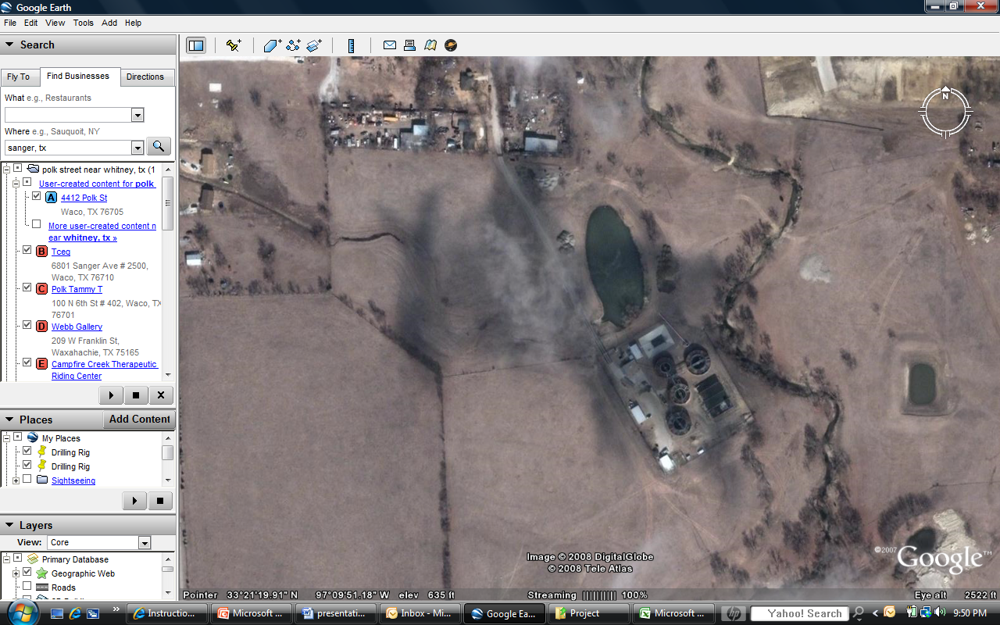 Google Earth
File Edit View Tools Add Help
Search
Fly To Find Businesses Directions
What e.g., Restaurants
Where e.g., Sauquoit, NY
sanger, tx
polk street near whitney, tx (1
User-created content for polk
A 4412 Polk St
Waco, TX 76705
More user-created content n
ear whitney, tx »
B Tceq
6801 Sanger Ave # 2500,
Waco, TX 76710
C Polk Tammy T
100 N 6th St # 402, Waco, TX
76701
D Webb Gallery
209 W Franklin St,
Waxahachie, TX 75165
E Campfire Creek Therapeutic
Riding Center
Places Add Content
My Places
Drilling Rig
Drilling Rig
Sightseeing
Layers
View: Core
Primary Database
Geographic Web
Roads
N
Image © 2008 DigitalGlobe
© 2008 Tele Atlas
©2007 Google™
Pointer 33°21'19.91" N 97°09'51.18" W elev 635 ft Streaming ||||||||| 100% Eye alt 2522 ft
Instructio... Microsoft ... presentati... Inbox - Mi... Google Ea... Project Microsoft ... hp Yahoo! Search 9:50 PM